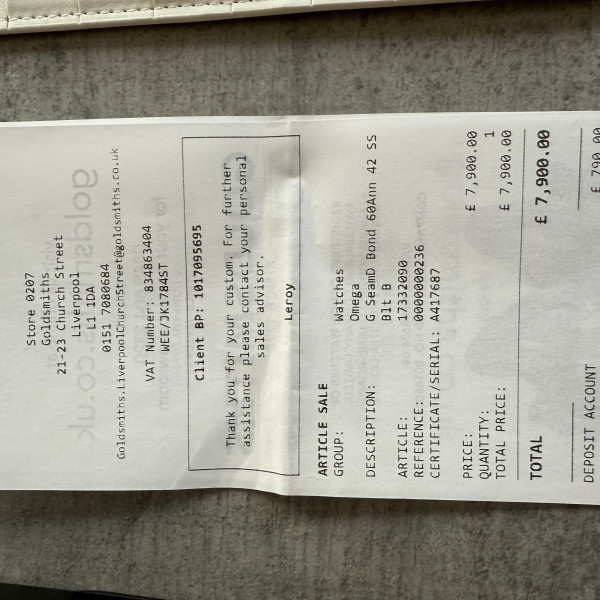 Store 0207
Goldsmiths
21-23 Church Street
Liverpool
L1 1DA
0151 7080684
Goldsmiths.LiverpoolChurchStreet@goldsmiths.co.uk
VAT Number: 834863404
WEE/JK1784ST
Client BP: 1017095695
Thank you for your custom. For further
assistance please contact your personal
sales advisor.
Leroy
ARTICLE SALE
GROUP: Watches
Omega
DESCRIPTION: G SeamD Bond 60Ann 42 SS
Blt B
ARTICLE: 17332090
REFERENCE: 00000000236
CERTIFICATE/SERIAL: A417687
PRICE: £ 7,900.00
QUANTITY: 1
TOTAL PRICE: £ 7,900.00
TOTAL £ 7,900.00
DEPOSIT ACCOUNT £ 790.00